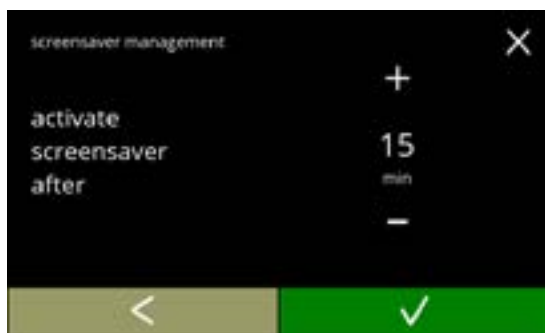 screensaver management
activate
screensaver
after
+
15
min
-